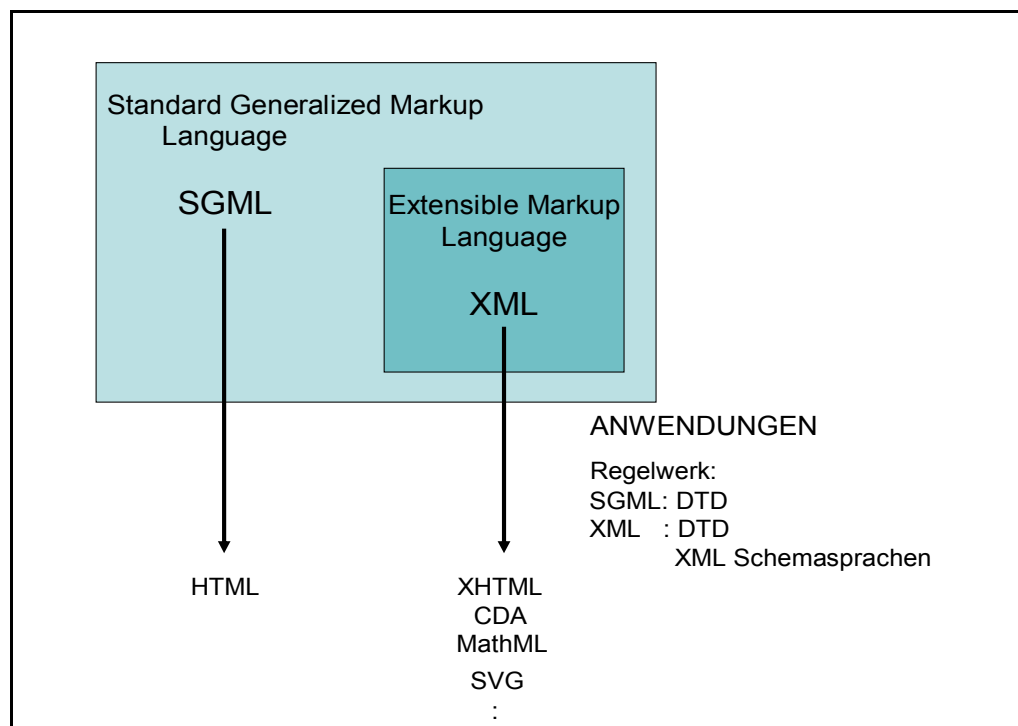 Standard Generalized Markup
Language
SGML
Extensible Markup
Language
XML
ANWENDUNGEN
Regelwerk:
SGML: DTD
XML : DTD
XML Schemasprachen
HTML
XHTML
CDA
MathML
SVG
: